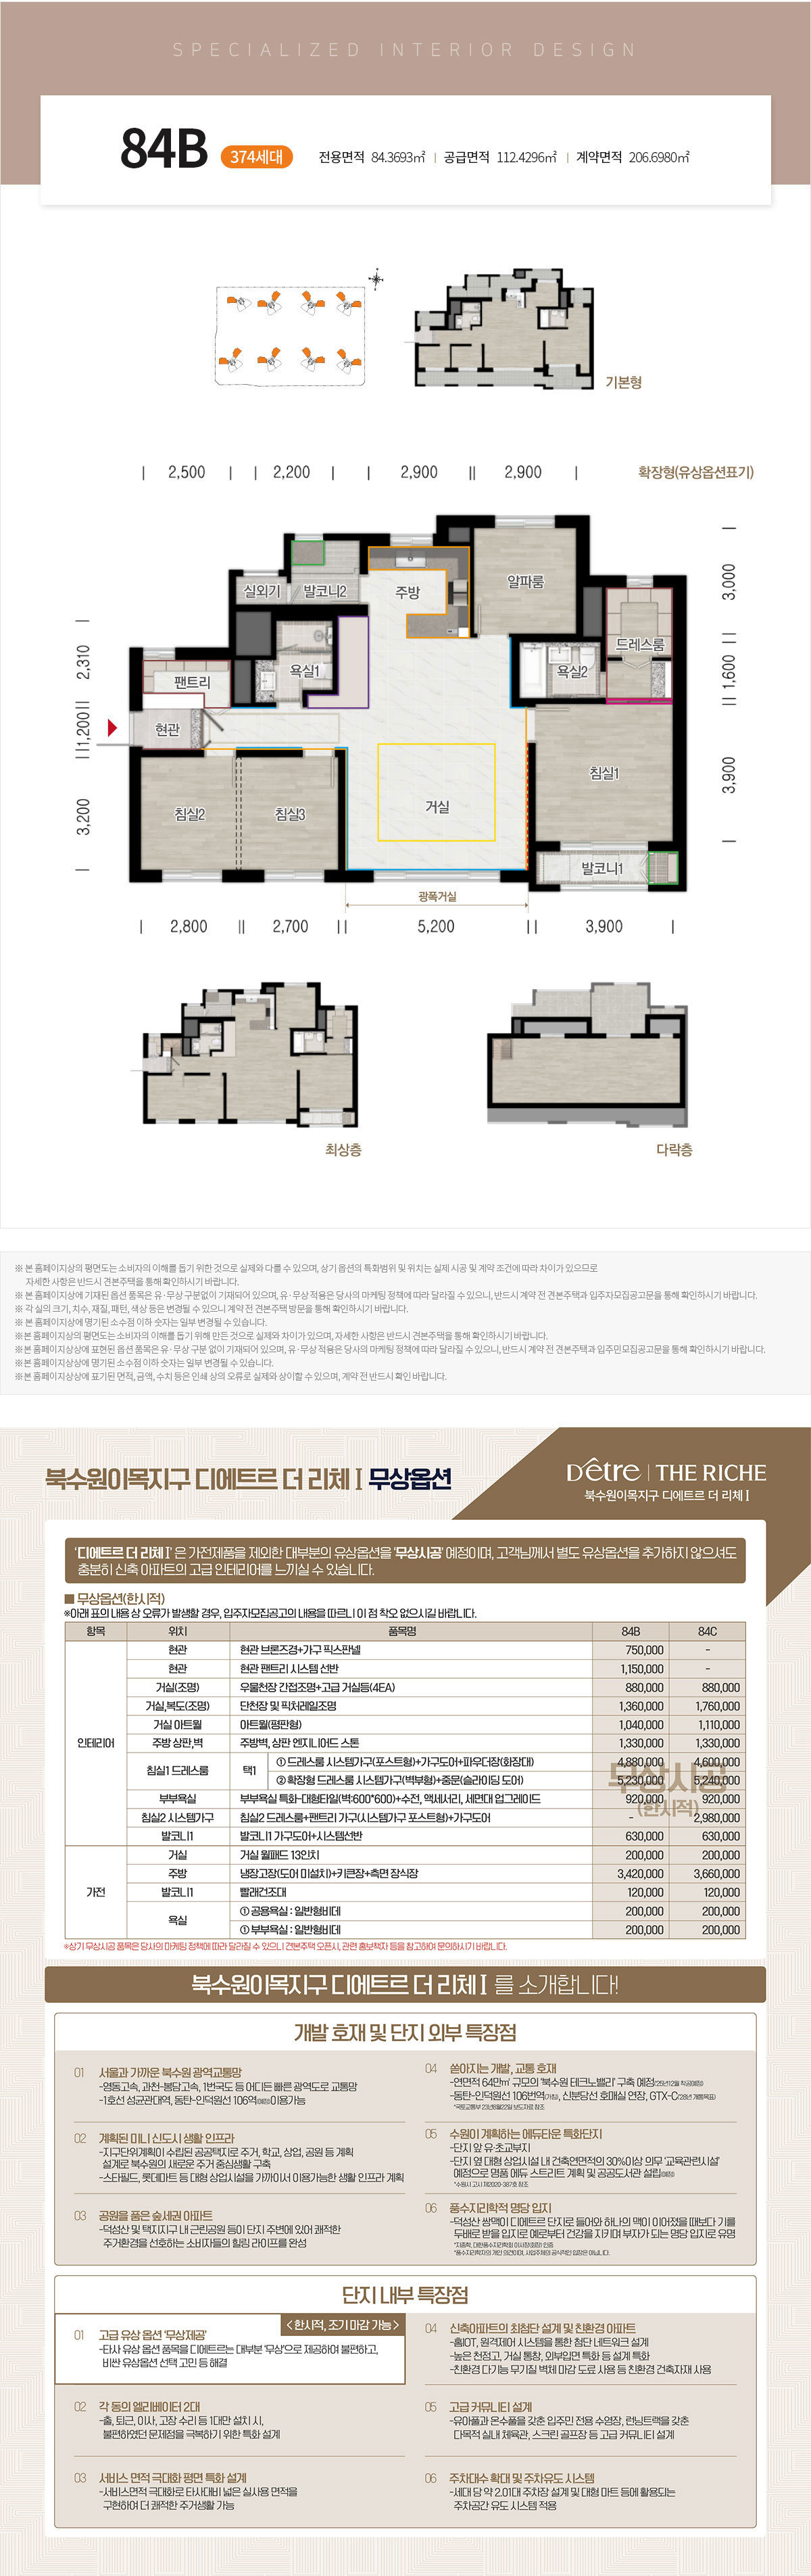 SPECIALIZED INTERIOR DESIGN
84B 374세대 전용면적 84.3693㎡ | 공급면적 112.4296㎡ | 계약면적 206.6980㎡
기본형
2,500 2,200 2,900 2,900 확장형(유상옵션표기)
3,000
실외기 발코니2 주방 알파룸
2,310 팬트리 욕실1 욕실2 드레스룸 1,600
1,200 현관
침실1 3,900
3,200 침실2 침실3 거실
발코니1
광폭거실
2,800 2,700 5,200 3,900
최상층 다락층
※ 본 홈페이지상의 평면도는 소비자의 이해를 돕기 위한 것으로 실제와 다를 수 있으며, 상기 옵션의 특화범위 및 위치는 실제 시공 및 계약 조건에 따라 차이가 있으므로
자세한 사항은 반드시 견본주택을 통해 확인하시기 바랍니다.
※ 본 홈페이지상에 기재된 옵션 품목은 유·무상 구분없이 기재되어 있으며, 유·무상 적용은 당사의 마케팅 정책에 따라 달라질 수 있으니, 반드시 계약 전 견본주택과 입주자모집공고문을 통해 확인하시기 바랍니다.
※ 각 실의 크기, 치수, 재질, 패턴, 색상 등은 변경될 수 있으니 계약 전 견본주택 방문을 통해 확인하시기 바랍니다.
※ 본 홈페이지상에 명기된 소수점 이하 숫자는 일부 변경될 수 있습니다.
※본 홈페이지상의 평면도는 소비자의 이해를 돕기 위해 만든 것으로 실제와 차이가 있으며, 자세한 사항은 반드시 견본주택을 통해 확인하시기 바랍니다.
※본 홈페이지상상에 표현된 옵션 품목은 유·무상 구분 없이 기재되어 있으며, 유·무상 적용은 당사의 마케팅 정책에 따라 달라질 수 있으니, 반드시 계약 전 견본주택과 입주민모집공고문을 통해 확인하시기 바랍니다.
※본 홈페이지상상에 명기된 소수점 이하 숫자는 일부 변경될 수 있습니다.
※본 홈페이지상상에 표기된 면적, 금액, 수치 등은 인쇄 상의 오류로 실제와 상이할 수 있으며, 계약 전 반드시 확인 바랍니다.
북수원이목지구 디에트르 더 리체Ⅰ 무상옵션
Dêtre | THE RICHE
북수원이목지구 디에트르 더 리체Ⅰ
'디에트르 더 리체Ⅰ'은 가전제품을 제외한 대부분의 유상옵션을 '무상시공' 예정이며, 고객님께서 별도 유상옵션을 추가하지 않으셔도
충분히 신축 아파트의 고급 인테리어를 느끼실 수 있습니다.
■ 무상옵션(한시적)
※아래 표의 내용 상 오류가 발생할 경우, 입주자모집공고의 내용을 따르니 이 점 착오 없으시길 바랍니다.
항목 위치 품목명 84B 84C
현관 현관 브론즈경+가구 픽스판넬 750,000 -
현관 현관 팬트리 시스템 선반 1,150,000 -
거실(조명) 우물천장 간접조명+고급 거실등(4EA) 880,000 880,000
거실,복도(조명) 단천장 및 픽처레일조명 1,360,000 1,760,000
거실 아트월 아트월(평판형) 1,040,000 1,110,000
인테리어 주방 상판,벽 주방벽, 상판 엔지니어드 스톤 1,330,000 1,330,000
침실1 드레스룸 택1 ① 드레스룸 시스템가구(포스트형)+가구도어+파우더장(화장대) 4,880,000 4,600,000
② 확장형 드레스룸 시스템가구(벽부형)+중문(슬라이딩 도어) 5,230,000 5,240,000
무상시공
(한시적)
부부욕실 부부욕실 특화-대형타일(벽:600*600)+수전, 액세서리, 세면대 업그레이드 920,000 920,000
침실2 시스템가구 침실2 드레스룸+팬트리 가구(시스템가구 포스트형)+가구도어 - 2,980,000
발코니1 발코니1 가구도어+시스템선반 630,000 630,000
거실 거실 월패드 13인치 200,000 200,000
주방 냉장고장(도어 미설치)+키큰장+측면 장식장 3,420,000 3,660,000
가전 발코니1 빨래건조대 120,000 120,000
욕실 ① 공용욕실 : 일반형비데 200,000 200,000
① 부부욕실 : 일반형비데 200,000 200,000
※상기 무상시공 품목은 당사의 마케팅 정책에 따라 달라질 수 있으니 견본주택 오픈시, 관련 홍보책자 등을 참고하여 문의하시기 바랍니다.
북수원이목지구 디에트르 더 리체Ⅰ 를 소개합니다!
개발 호재 및 단지 외부 특장점
01 서울과 가까운 북수원 광역교통망
-영동고속, 과천~봉담고속, 1번국도 등 어디든 빠른 광역도로 교통망
-1호선 성균관대역, 동탄~인덕원선 106역(예정)이용가능
02 계획된 미니 신도시 생활 인프라
-지구단위계획이 수립된 공공택지로 주거, 학교, 상업, 공원 등 계획
설계로 북수원의 새로운 주거 중심생활 구축
-스타필드, 롯데마트 등 대형 상업시설을 가까이서 이용가능한 생활 인프라 계획
03 공원을 품은 숲세권 아파트
-덕성산 및 택지지구 내 근린공원 등이 단지 주변에 있어 쾌적한
주거환경을 선호하는 소비자들의 힐링 라이프를 완성
04 쏟아지는 개발, 교통 호재
-연면적 64만㎡ 규모의 '북수원 테크노밸리' 구축 예정('25년12월 착공예정)
-동탄~인덕원선 106번역(가칭), 신분당선 호매실 연장, GTX-C('28년 개통목표)
*국토교통부 23년8월22일 보도자료 참조
05 수원이 계획하는 에듀타운 특화단지
-단지 앞 유·초교부지
-단지 옆 대형 상업시설 내 건축연면적의 30%이상 의무 '교육관련시설'
예정으로 명품 에듀 스트리트 계획 및 공공도서관 설립(예정)
*수원시 고시 제2020-367호 참조
06 풍수지리학적 명당 입지
-덕성산 쌍맥이 디에트르 단지로 들어와 하나의 맥이 이어졌을 때보다 기를
두배로 받을 입지로 예로부터 건강을 지키며 부자가 되는 명당 입지로 유명
*풍수지리학자의 개인 의견이며, 사업주체의 공식적인 입장은 아닙니다.
단지 내부 특장점
<한시적, 조기 마감 가능>
01 고급 유상 옵션 '무상제공'
-타사 유상 옵션 품목을 디에트르는 대부분 '무상'으로 제공하여 불편하고,
비싼 유상옵션 선택 고민 등 해결
02 각 동의 엘리베이터 2대
-출, 퇴근, 이사, 고장 수리 등 1대만 설치 시,
불편하였던 문제점을 극복하기 위한 특화 설계
03 서비스 면적 극대화 평면 특화 설계
-서비스면적 극대화로 타사대비 넓은 실사용 면적을
구현하여 더 쾌적한 주거생활 가능
04 신축아파트의 최첨단 설계 및 친환경 아파트
-홈IOT, 원격제어 시스템을 통한 첨단 네트워크 설계
-높은 천정고, 거실 통창, 외부입면 특화 등 설계 특화
-친환경 다기능 무기질 벽체 마감 도료 사용 등 친환경 건축자재 사용
05 고급 커뮤니티 설계
-유아풀과 온수풀을 갖춘 입주민 전용 수영장, 런닝트랙을 갖춘
다목적 실내 체육관, 스크린 골프장 등 고급 커뮤니티 설계
06 주차대수 확대 및 주차유도 시스템
-세대 당 약 2.01대 주차장 설계 및 대형 마트 등에 활용되는
주차공간 유도 시스템 적용